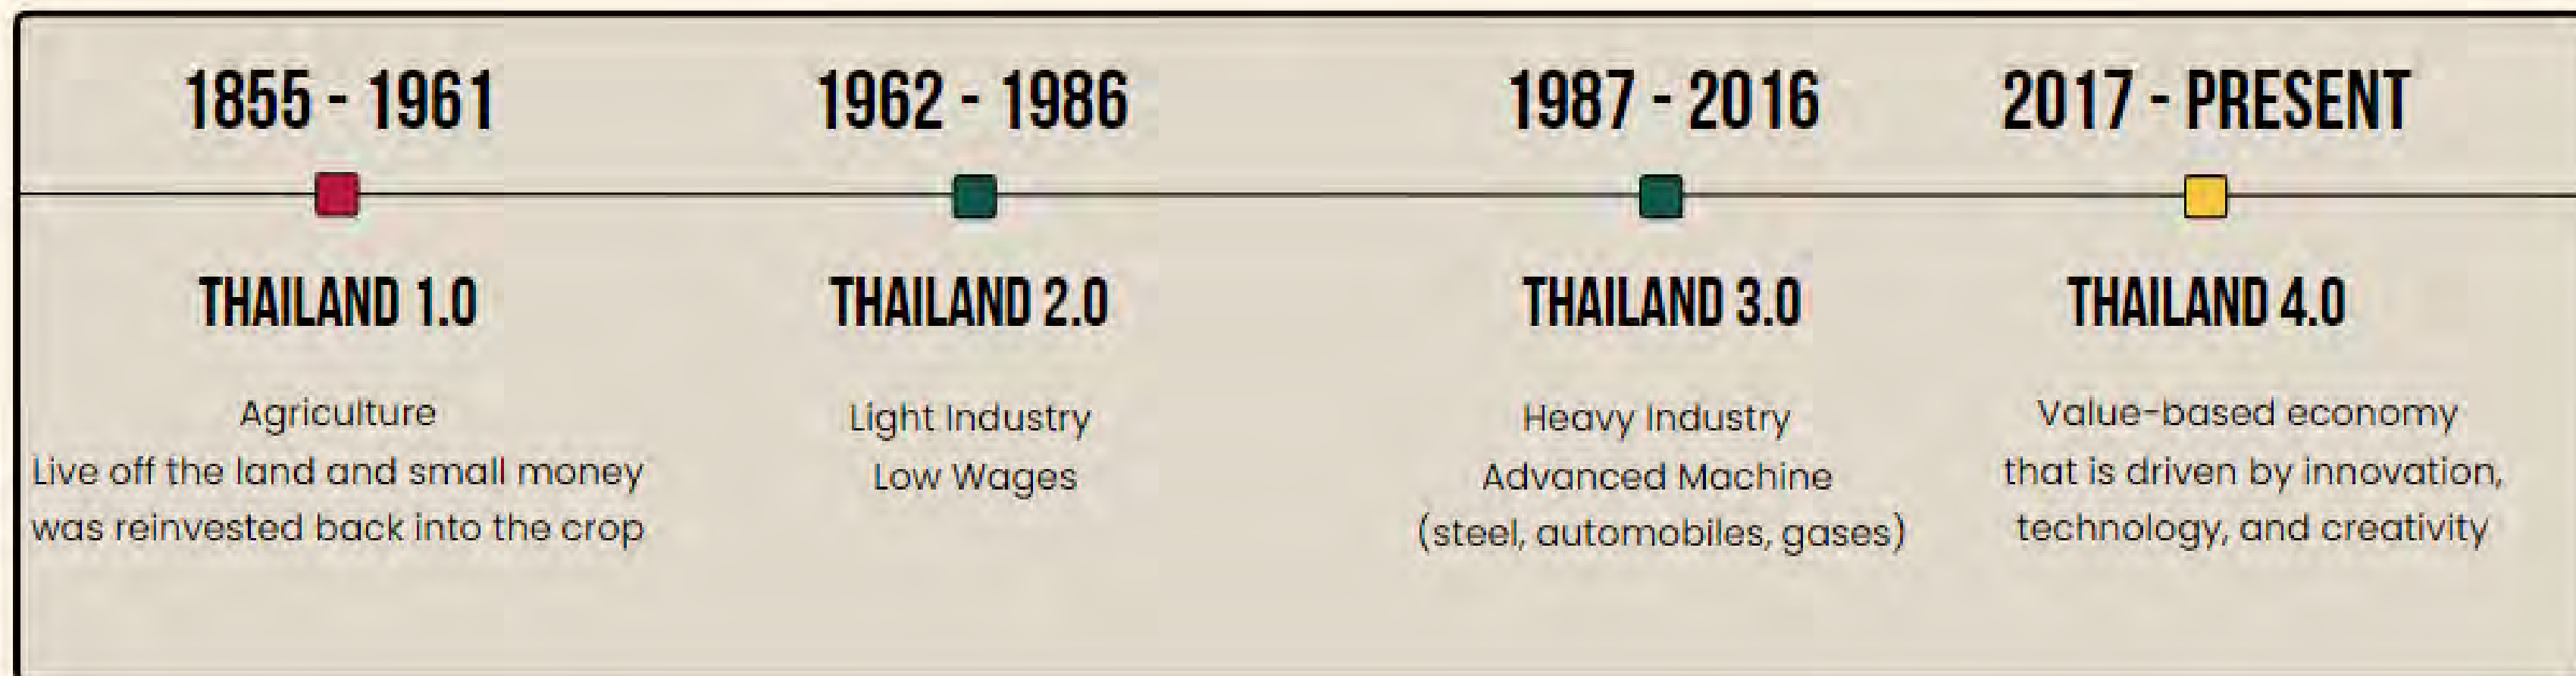 1855 - 1961
1962 - 1986
1987 - 2016
2017 - PRESENT
THAILAND 1.0
THAILAND 2.0
THAILAND 3.0
THAILAND 4.0
Agriculture
Live off the land and small money
was reinvested back into the crop
Light Industry
Low Wages
Heavy Industry
Advanced Machine
(steel, automobiles, gases)
Value-based economy
that is driven by innovation,
technology, and creativity